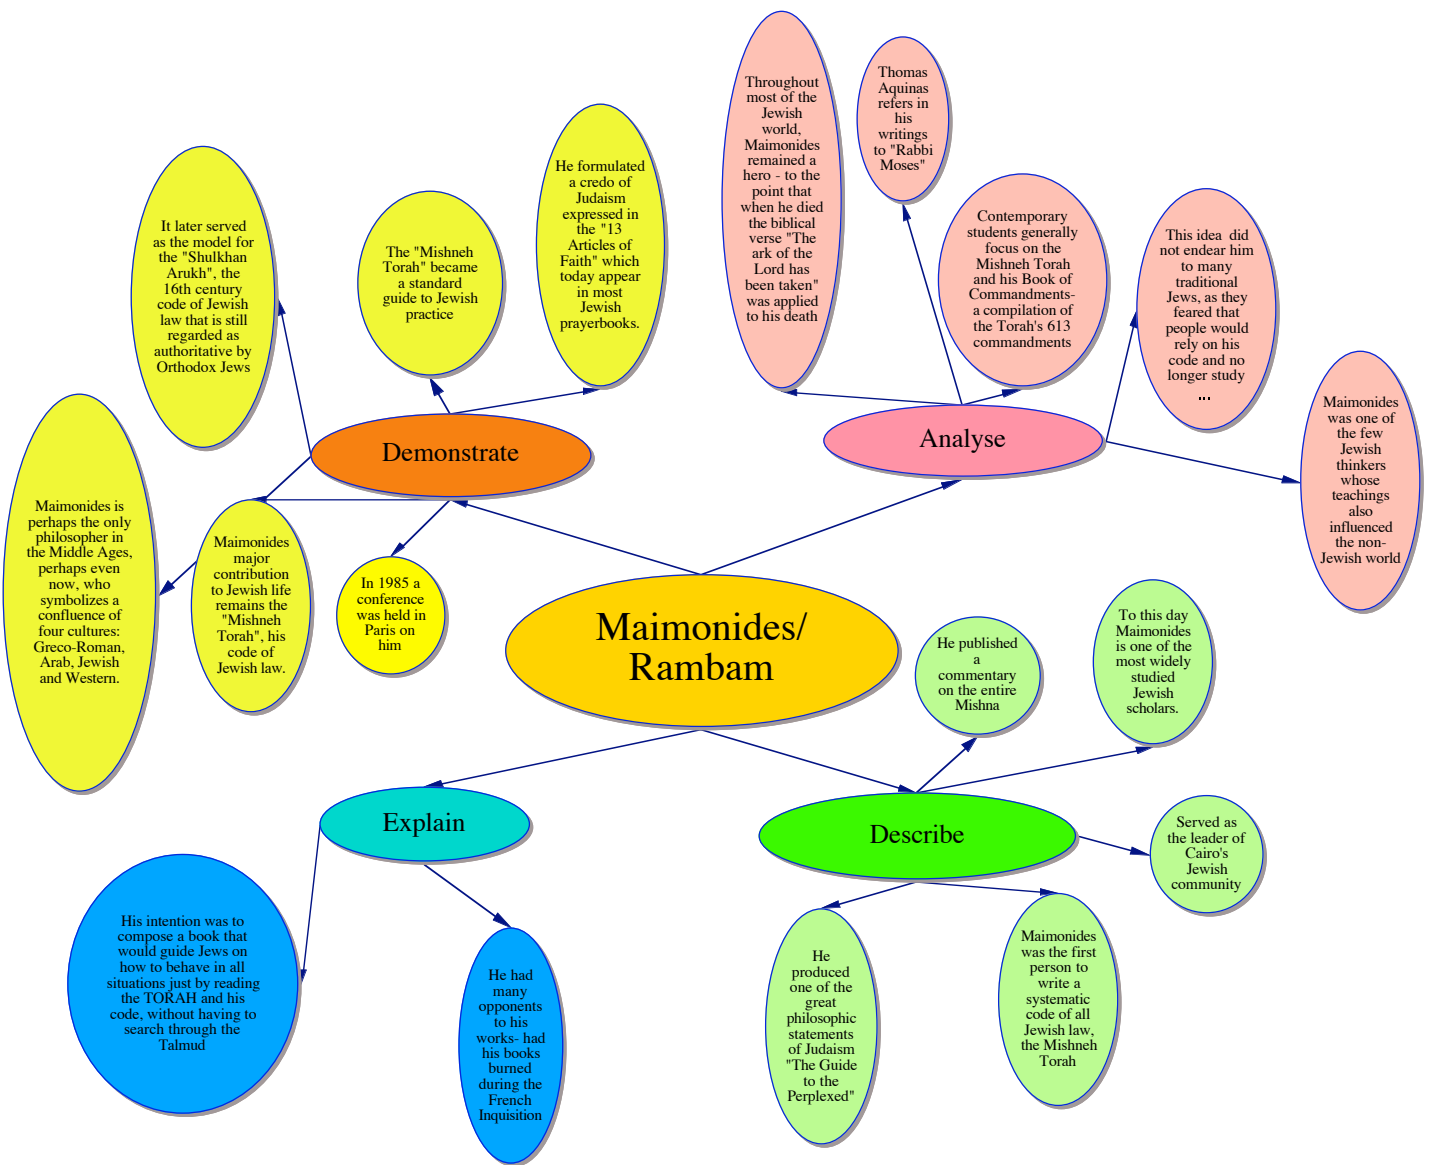 Throughout
most of the
Jewish
world,
Maimonides
remained a
hero - to the
point that
when he died
the biblical
verse "The
ark of the
Lord has
been taken"
was applied
to his death
Thomas
Aquinas
refers in
his
writings
to "Rabbi
Moses"
He formulated
a credo of
Judaism
expressed in
the "13
Articles of
Faith" which
today appear
in most
Jewish
prayerbooks.
It later served
as the model for
the "Shulkhan
Arukh", the
16th century
code of Jewish
law that is still
regarded as
authoritative by
Orthodox Jews
The "Mishneh
Torah" became
a standard
guide to Jewish
practice
Contemporary
students generally
focus on the
Mishneh Torah
and his Book of
Commandments-
a compilation of
the Torah's 613
commandments
This idea  did
not endear him
to many
traditional
Jews, as they
feared that
people would
rely on his
code and no
longer study
...
Maimonides
was one of
the few
Jewish
thinkers
whose
teachings
also
influenced
the non-
Jewish world
Demonstrate
Analyse
Maimonides is
perhaps the only
philosopher in
the Middle Ages,
perhaps even
now, who
symbolizes a
confluence of
four cultures:
Greco-Roman,
Arab, Jewish
and Western.
Maimonides
major
contribution
to Jewish life
remains the
"Mishneh
Torah", his
code of
Jewish law.
In 1985 a
conference
was held in
Paris on
him
Maimonides/
Rambam
He published
a
commentary
on the entire
Mishna
To this day
Maimonides
is one of the
most widely
studied
Jewish
scholars.
Explain
Describe
Served as
the leader of
Cairo's
Jewish
community
His intention was to
compose a book that
would guide Jews on
how to behave in all
situations just by reading
the TORAH and his
code, without having to
search through the
Talmud
He had
many
opponents
to his
works- had
his books
burned
during the
French
Inquisition
He
produced
one of the
great
philosophic
statements
of Judaism
"The Guide
to the
Perplexed"
Maimonides
was the first
person to
write a
systematic
code of all
Jewish law,
the Mishneh
Torah